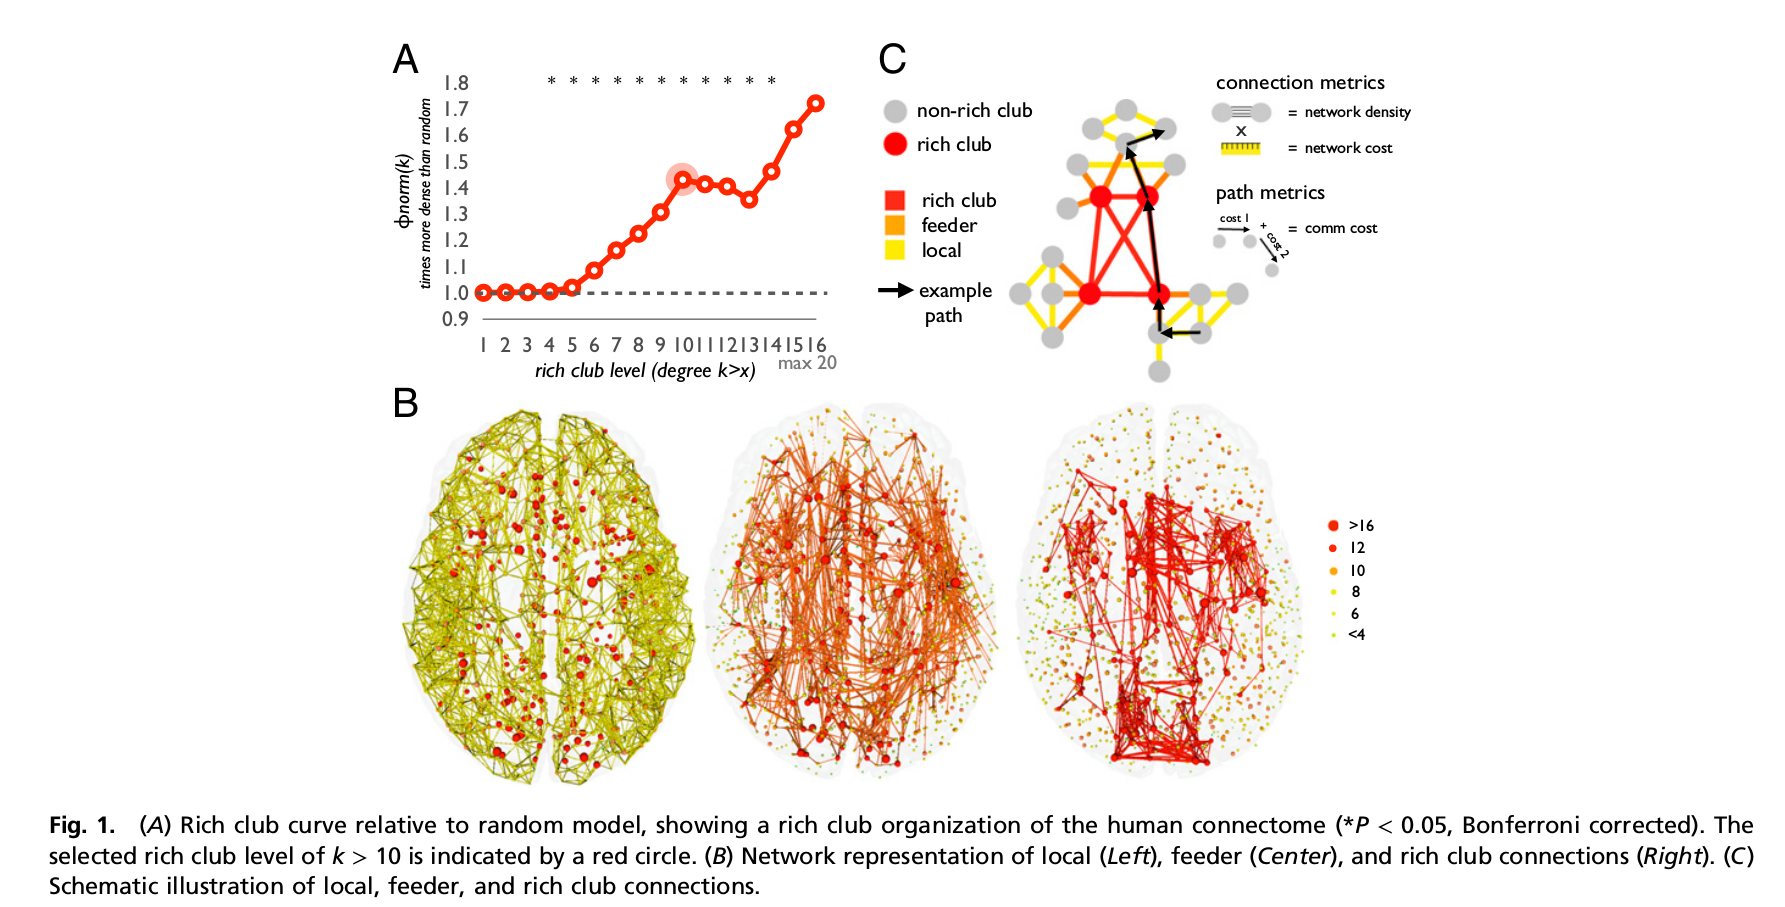 A
1.8
1.7
1.6
1.5
1.4
1.3
1.2
1.1
1.0
0.9
ϕnorm(k)
times more dense than random
* * * * * * * * * * *
1 2 3 4 5 6 7 8 9 10 11 12 13 14 15 16
max 20
rich club level (degree k>x)
C
non-rich club
rich club
rich club
feeder
local
example
path
connection metrics
= network density
x
= network cost
path metrics
cost 1
+ cost 2
= comm cost
B
>16
12
10
8
6
<4
Fig. 1. (A) Rich club curve relative to random model, showing a rich club organization of the human connectome (*P < 0.05, Bonferroni corrected). The
selected rich club level of k > 10 is indicated by a red circle. (B) Network representation of local (Left), feeder (Center), and rich club connections (Right). (C)
Schematic illustration of local, feeder, and rich club connections.